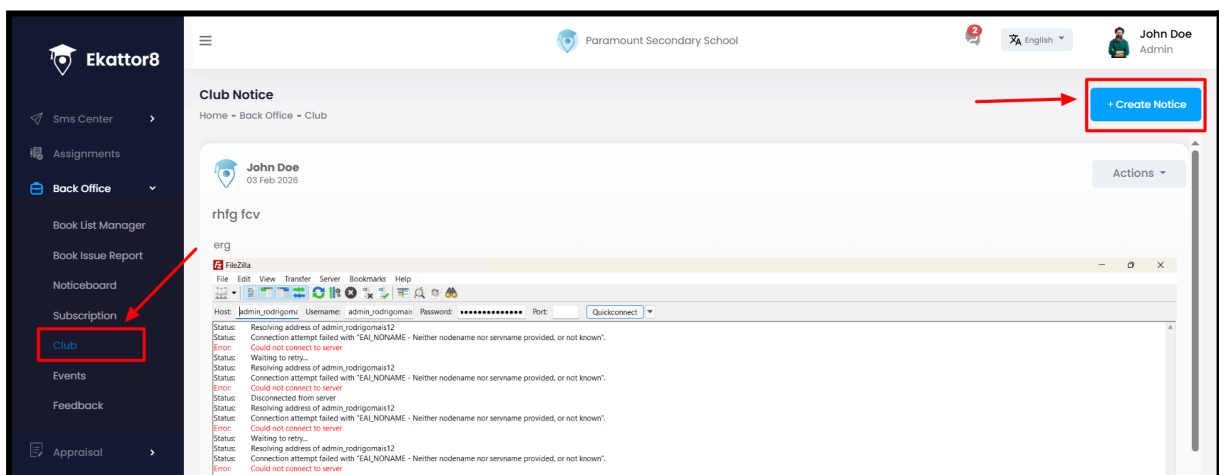 Ekattor8
Sms Center
Assignments
Back Office
Book List Manager
Book Issue Report
Noticeboard
Subscription
Club
Events
Feedback
Appraisal
Paramount Secondary School
2
English
John Doe
Admin
Club Notice
Home - Back Office - Club
+ Create Notice
John Doe
03 Feb 2026
Actions
rhfg fcv
erg
FileZilla
File Edit View Transfer Server Bookmarks Help
Host: admin_rodrigoma Username: admin_rodrigomais Password: •••••••••••••• Port: Quickconnect
Status: Resolving address of admin_rodrigomais12
Status: Connection attempt failed with "EAI_NONAME - Neither nodename nor servname provided, or not known".
Error: Could not connect to server
Status: Waiting to retry...
Status: Resolving address of admin_rodrigomais12
Status: Connection attempt failed with "EAI_NONAME - Neither nodename nor servname provided, or not known".
Error: Could not connect to server
Status: Disconnected from server
Status: Resolving address of admin_rodrigomais12
Status: Connection attempt failed with "EAI_NONAME - Neither nodename nor servname provided, or not known".
Error: Could not connect to server
Status: Waiting to retry...
Status: Resolving address of admin_rodrigomais12
Status: Connection attempt failed with "EAI_NONAME - Neither nodename nor servname provided, or not known".
Error: Could not connect to server